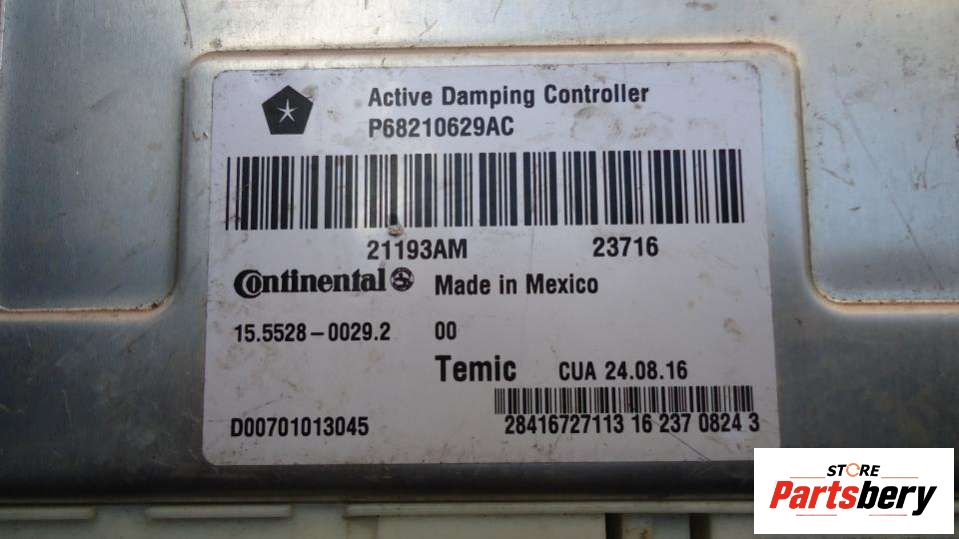 Active Damping Controller
P68210629AC
21193AM 23716
Continental Made in Mexico
15.5528–0029.2 00
Temic CUA 24.08.16
D00701013045 28416727113 16 237 0824 3
STORE
Partsbery